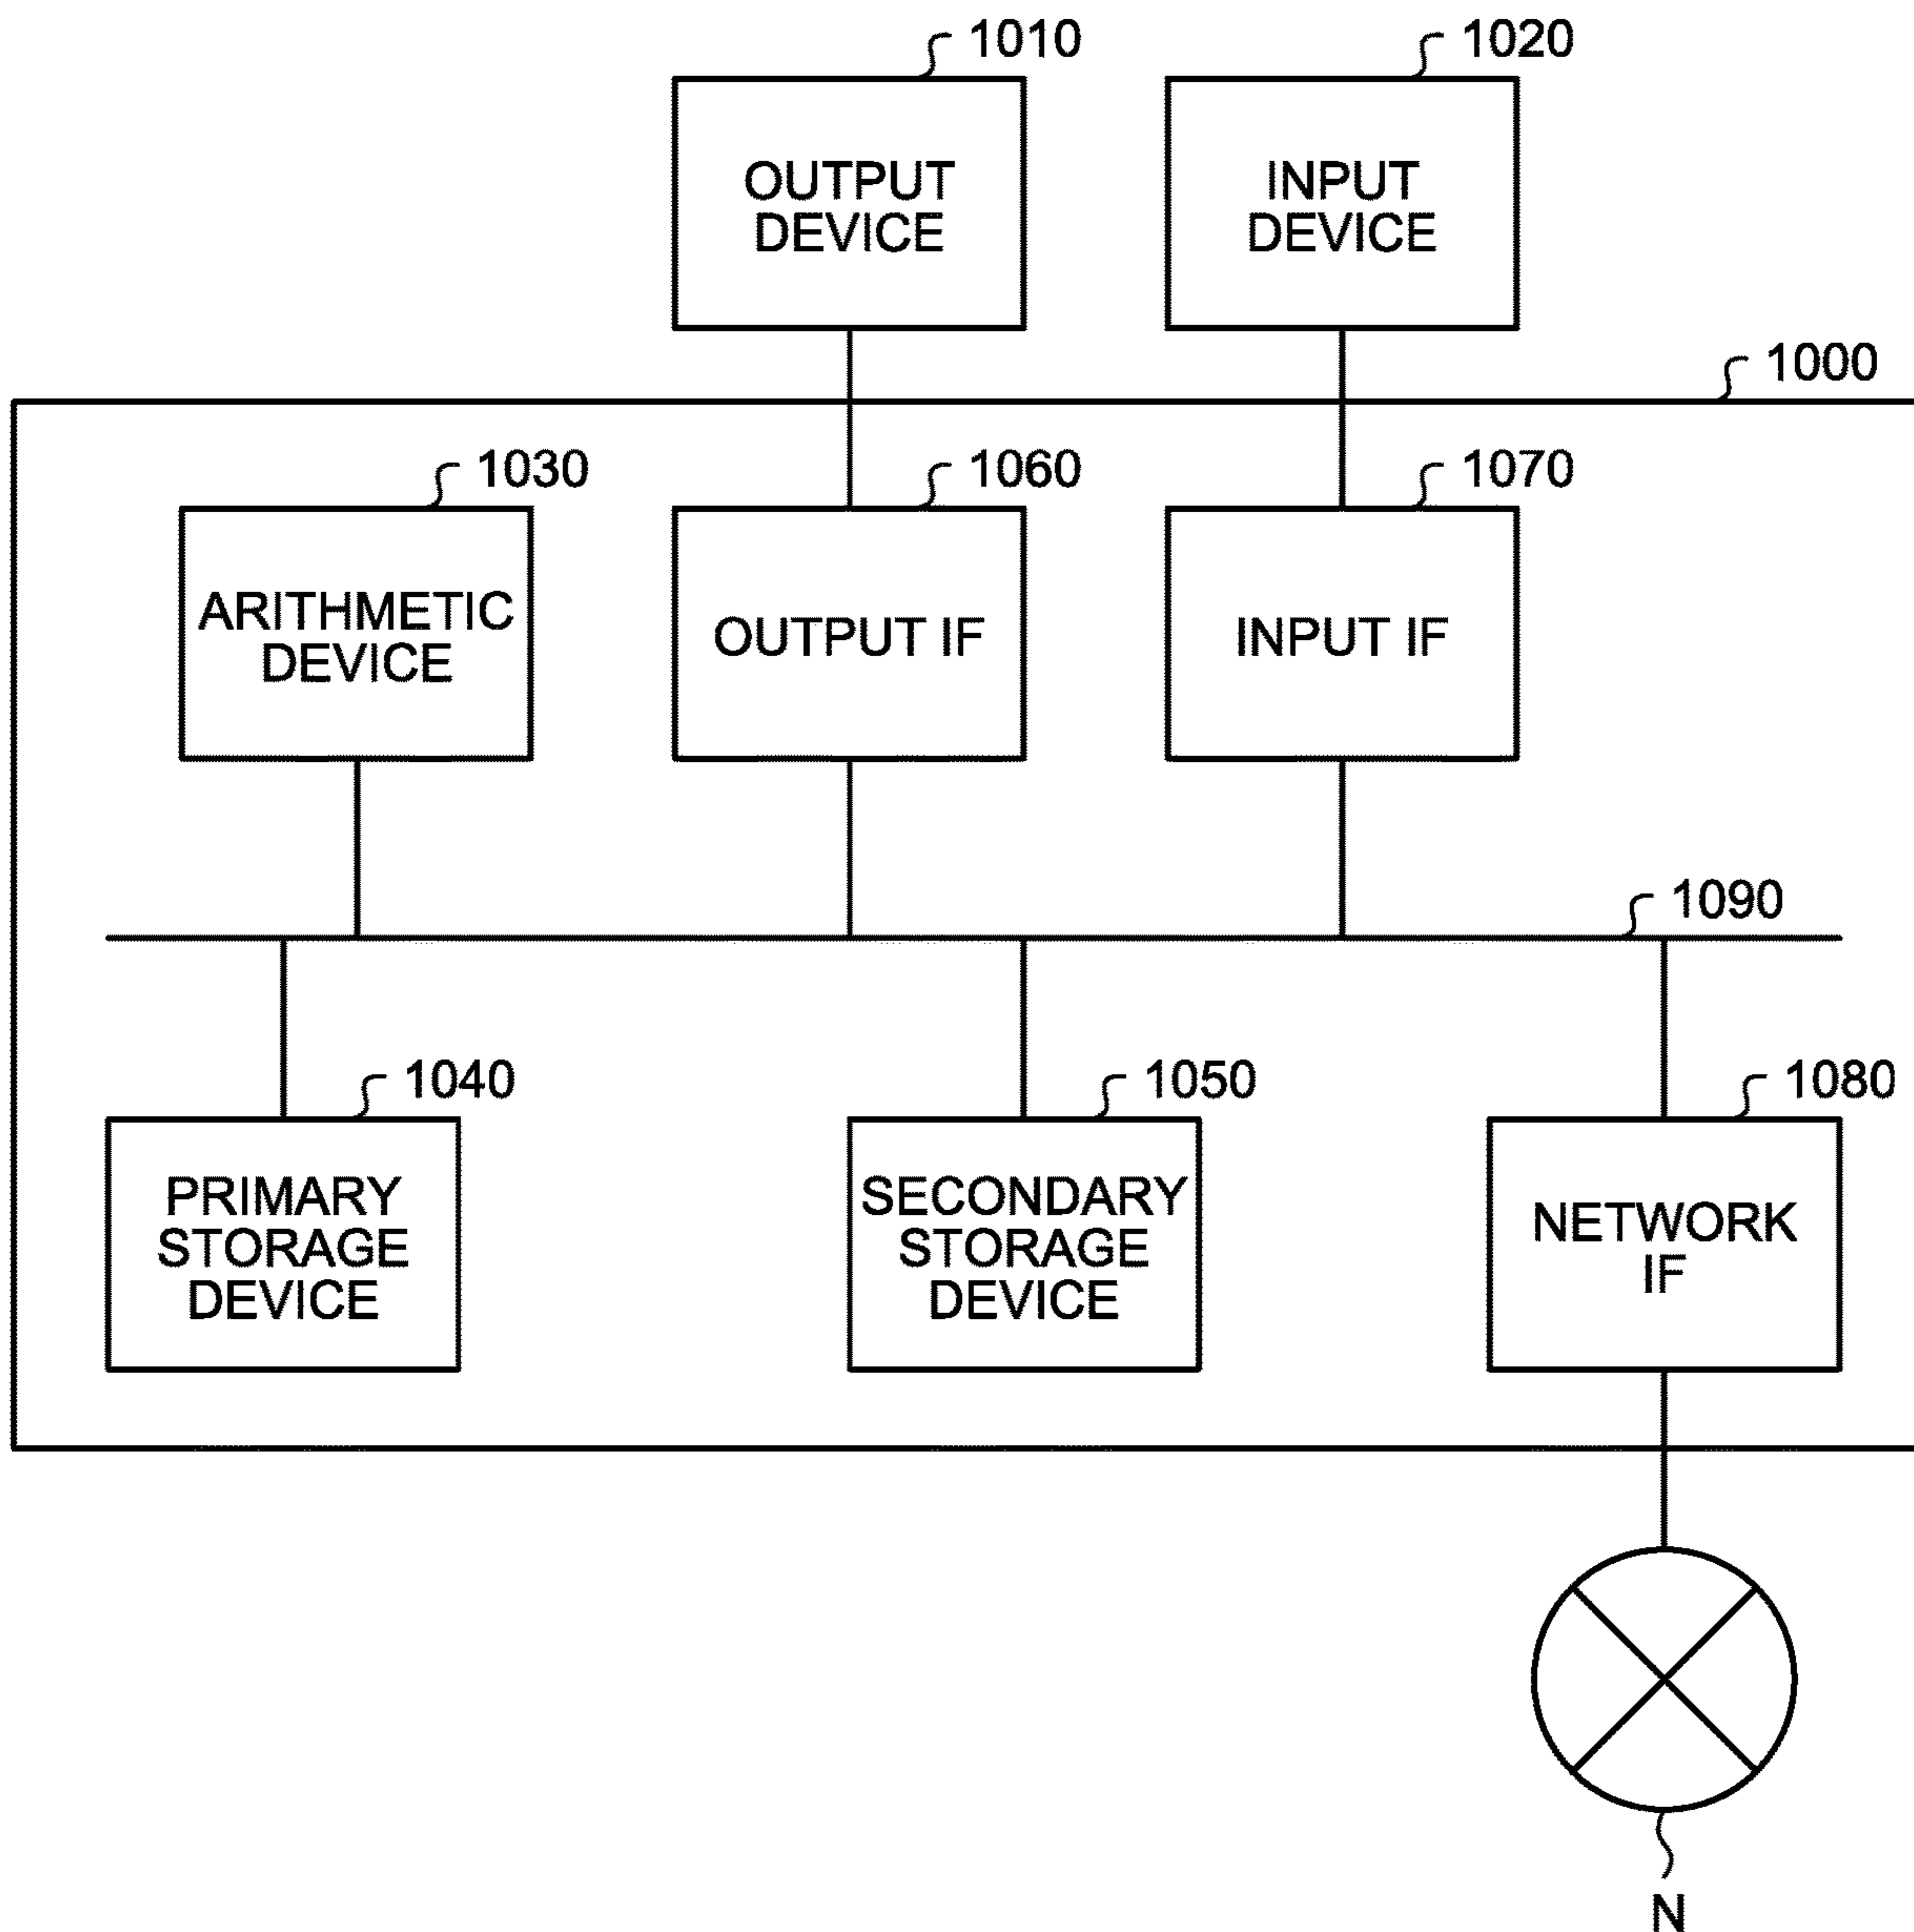 1010
1020
OUTPUT
DEVICE
INPUT
DEVICE
1000
1030
1060
1070
ARITHMETIC
DEVICE
OUTPUT IF
INPUT IF
1090
1040
1050
1080
PRIMARY
STORAGE
DEVICE
SECONDARY
STORAGE
DEVICE
NETWORK
IF
N